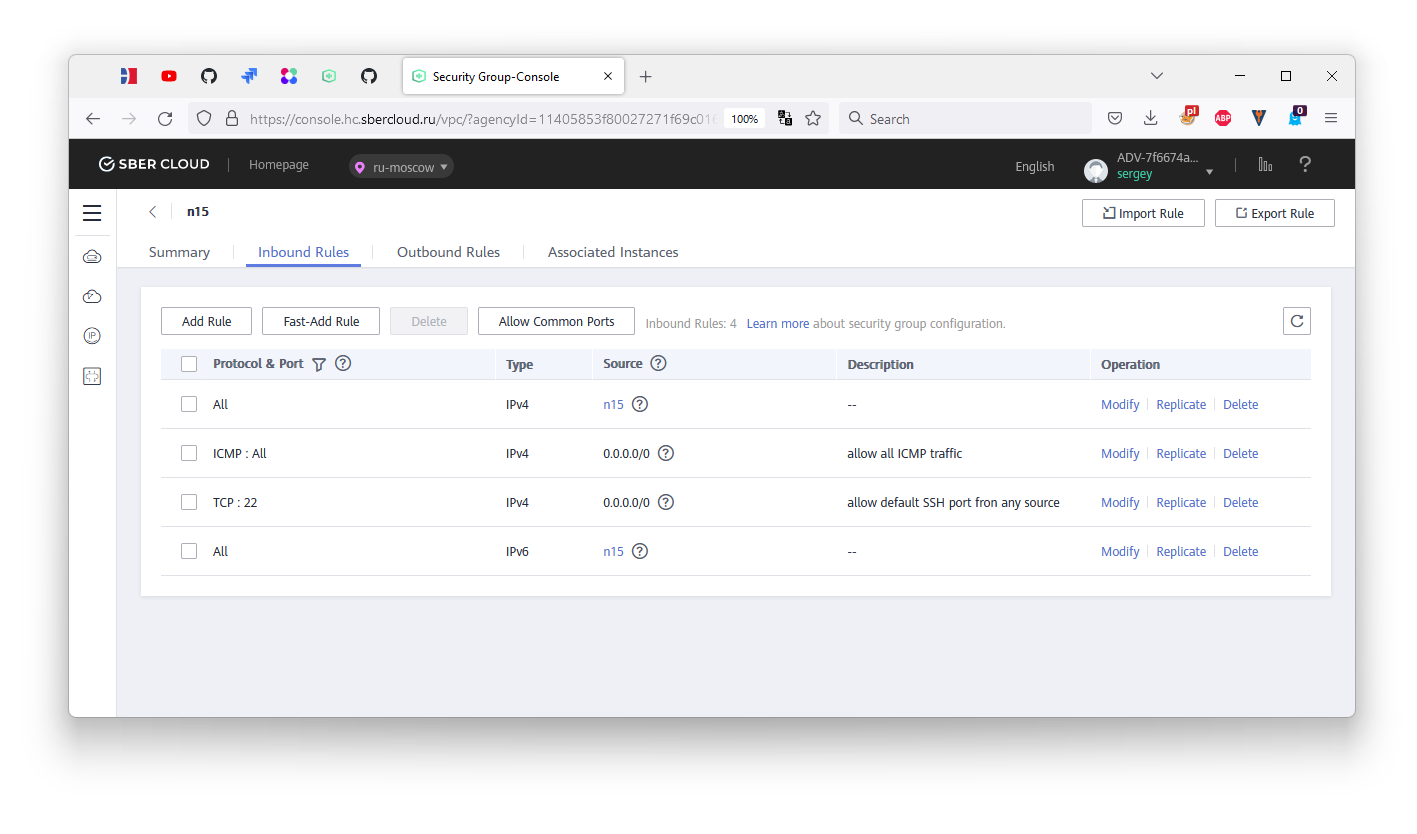 Security Group-Console
https://console.hc.sbercloud.ru/vpc/?agencyId=11405853f80027271f69c016
100%
Search
pl
ABP
0
SBER CLOUD
Homepage
ru-moscow
English
ADV-7f6674a...
sergey
n15
Import Rule
Export Rule
Summary
Inbound Rules
Outbound Rules
Associated Instances
IP
Add Rule
Fast-Add Rule
Delete
Allow Common Ports
Inbound Rules: 4 Learn more about security group configuration.
Protocol & Port Type Source Description Operation
All IPv4 n15 -- Modify Replicate Delete
ICMP : All IPv4 0.0.0.0/0 allow all ICMP traffic Modify Replicate Delete
TCP : 22 IPv4 0.0.0.0/0 allow default SSH port fron any source Modify Replicate Delete
All IPv6 n15 -- Modify Replicate Delete